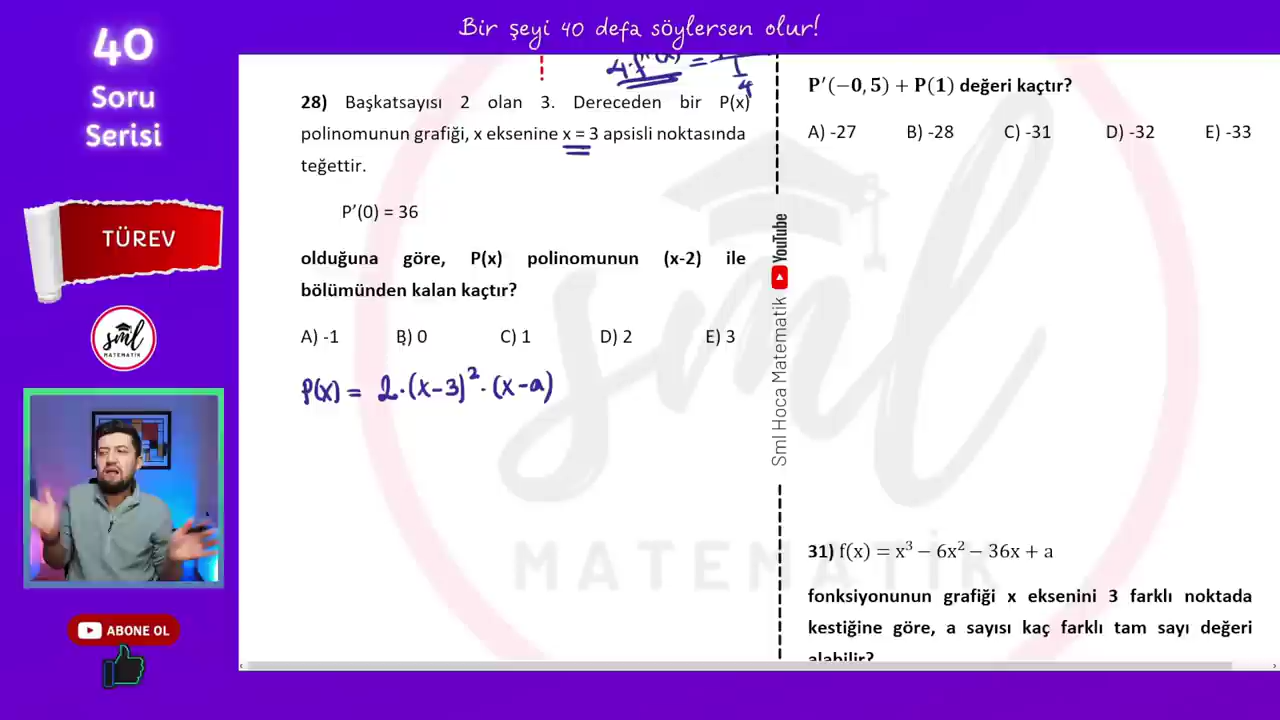 Bir şeyi 40 defa söylersen olur!
40
Soru
Serisi
TÜREV
sml
MATEMATİK
ABONE OL
28) Başkatsayısı 2 olan 3. Dereceden bir P(x)
polinomunun grafiği, x eksenine x = 3 apsisli noktasında
teğettir.
P′(0) = 36
olduğuna göre, P(x) polinomunun (x-2) ile
bölümünden kalan kaçtır?
A) -1 B) 0 C) 1 D) 2 E) 3
P(x) = 2·(x-3)²·(x-a)
Sml Hoca Matematik YouTube
P′(−0, 5) + P(1) değeri kaçtır?
A) -27 B) -28 C) -31 D) -32 E) -33
sml
MATEMATİK
31) f(x) = x³ − 6x² − 36x + a
fonksiyonunun grafiği x eksenini 3 farklı noktada
kestiğine göre, a sayısı kaç farklı tam sayı değeri
alabilir?